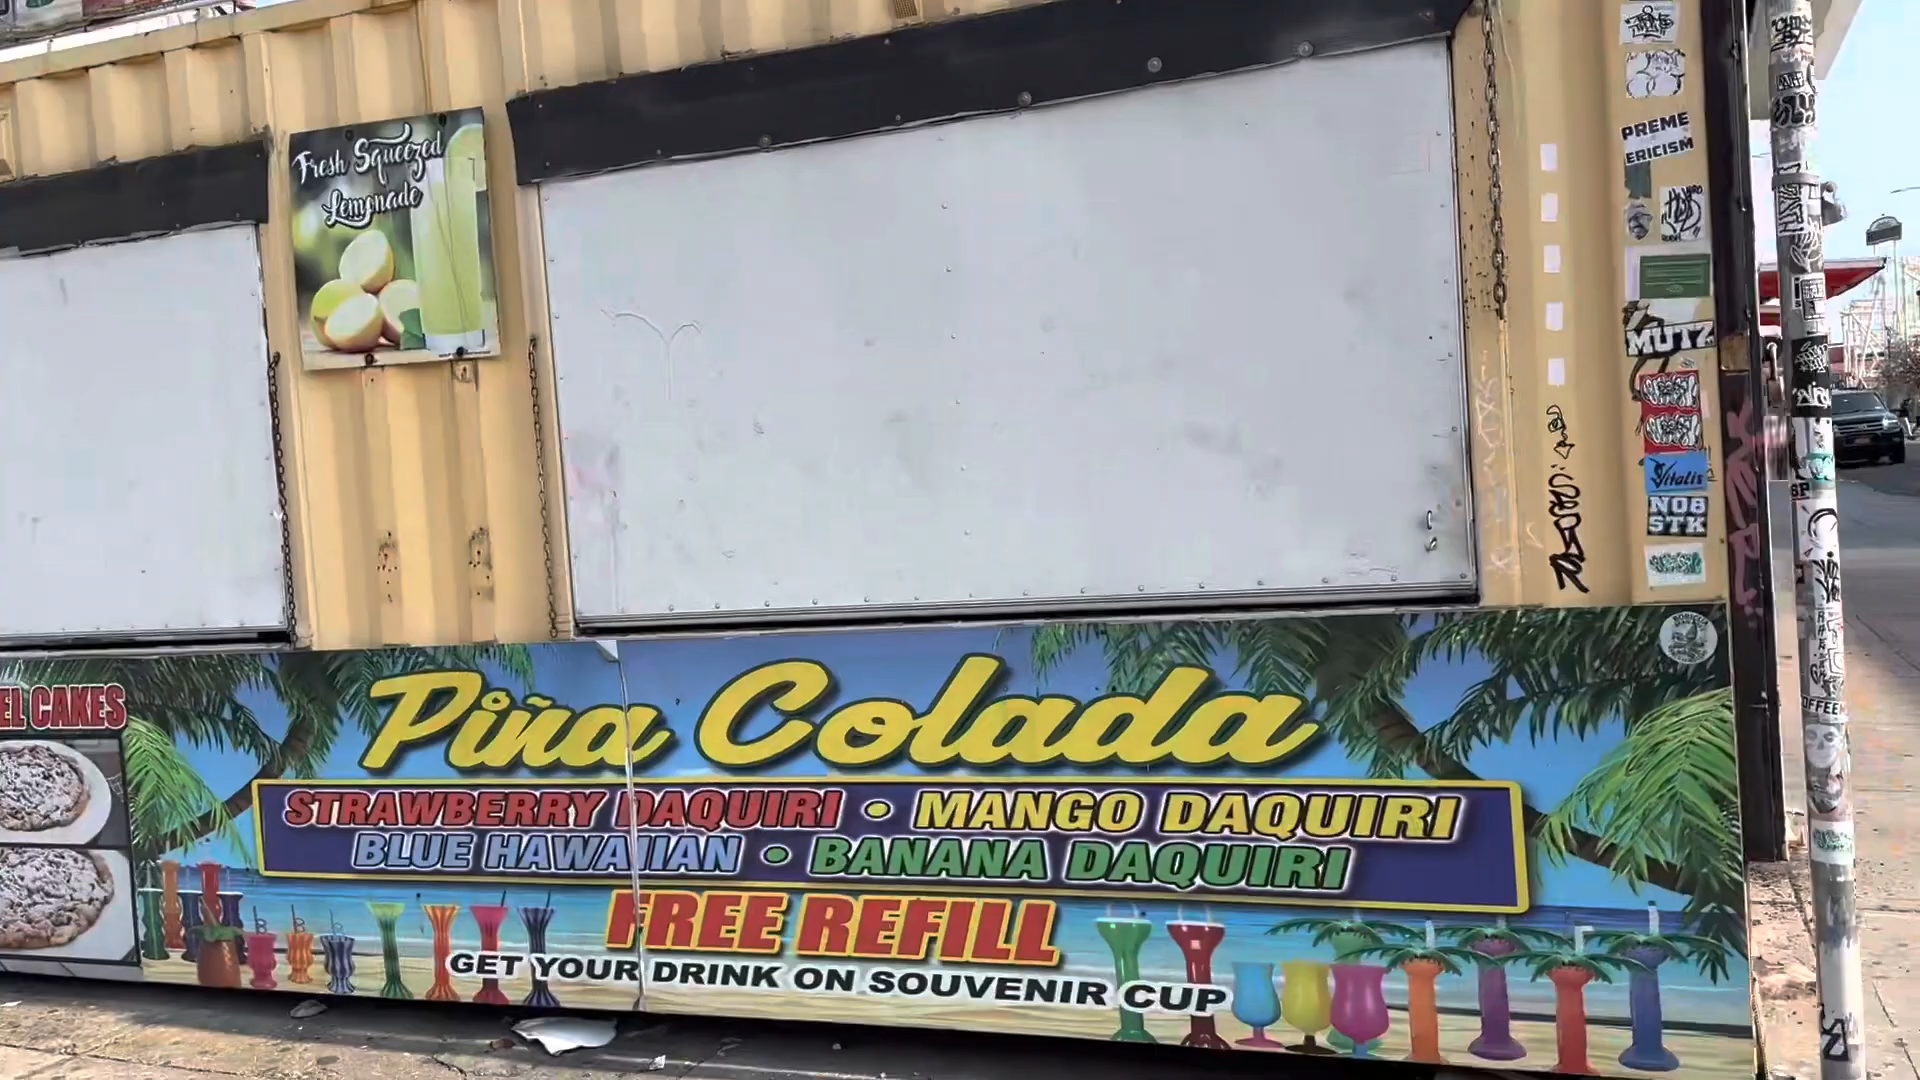 Fresh Squeezed
Lemonade
PREME
ERICISM
MUTZ
Vitalis
NOB
STK
SP
EL CAKES
Piña Colada
STRAWBERRY DAQUIRI • MANGO DAQUIRI
BLUE HAWAIIAN • BANANA DAQUIRI
FREE REFILL
GET YOUR DRINK ON SOUVENIR CUP